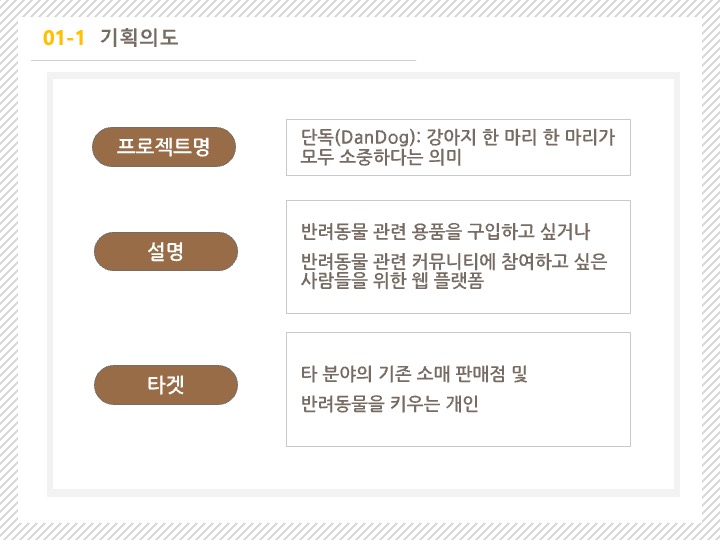 01-1 기획의도
프로젝트명
단독(DanDog): 강아지 한 마리 한 마리가
모두 소중하다는 의미
설명
반려동물 관련 용품을 구입하고 싶거나
반려동물 관련 커뮤니티에 참여하고 싶은
사람들을 위한 웹 플랫폼
타겟
타 분야의 기존 소매 판매점 및
반려동물을 키우는 개인